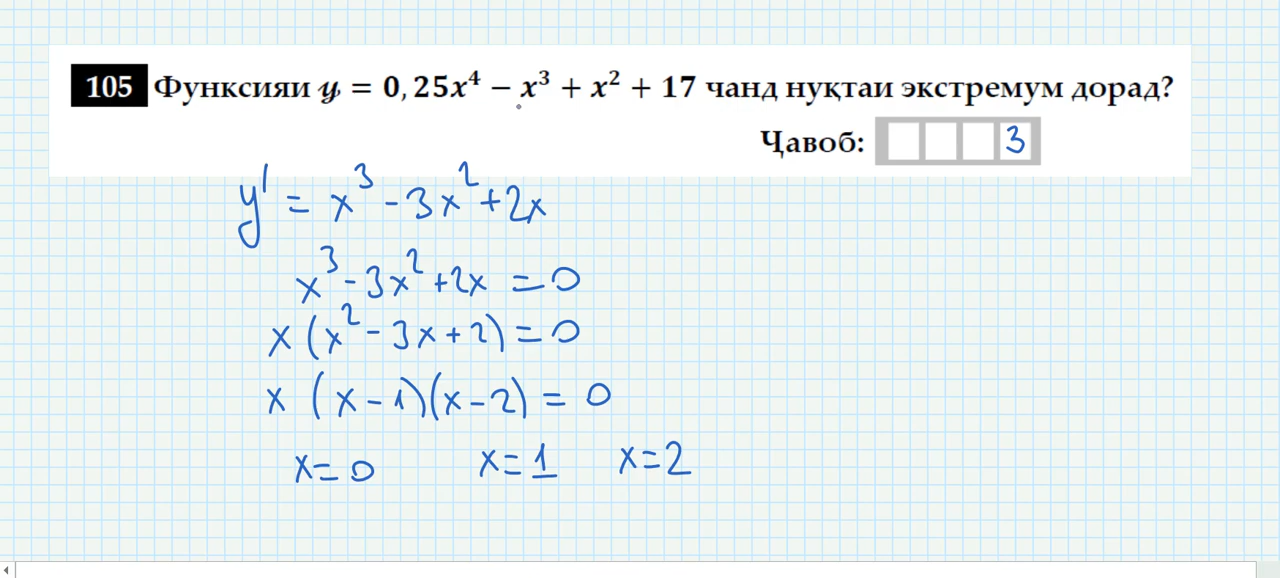 105 Функсияи y = 0,25x⁴ − x³ + x² + 17 чанд нуқтаи экстремум дорад?
Ҷавоб: 3
y' = x³ - 3x² + 2x
x³ - 3x² + 2x = 0
x (x² - 3x + 2) = 0
x (x - 1)(x - 2) = 0
x = 0 x = 1 x = 2